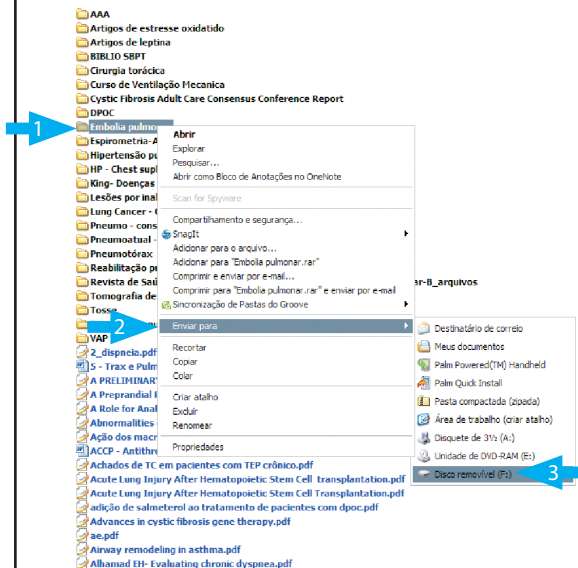 AAA
Artigos de estresse oxidatido
Artigos de leptina
BIBLIO SBPT
Cirurgia torácica
Curso de Ventilação Mecanica
Cystic Fibrosis Adult Care Consensus Conference Report
DPOC
1
Embolia pulmo
Espirometria-A
Hipertensão pu
HP - Chest supl
King- Doenças
Lesões por inal
Lung Cancer -
Pneumo - cons
Pneumoatual -
Pneumotórax
Reabilitação pu
Revista de Saú
ar-8_arquivos
Tomografia de
Tosse
VAP
2_dispneia.pdf
5 - Trax e Pulm
A PRELIMINARY
A Preprandial
A Role for Anal
Abnormalities
Ação dos macr
ACCP - Antithro
Achados de TC em pacientes com TEP crônico.pdf
Acute Lung Injury After Hematopoietic Stem Cell transplantation.pdf
Acute Lung Injury After Hematopoietic Stem Cell Transplantation.pdf
adição de salmeterol ao tratamento de pacientes com dpoc.pdf
Advances in cystic fibrosis gene therapy.pdf
ae.pdf
Airway remodeling in asthma.pdf
Alhamad EH- Evaluating chronic dyspnea.pdf
Abrir
Explorar
Pesquisar...
Abrir como Bloco de Anotações no OneNote
Scan for Spyware
Compartilhamento e segurança...
SnagIt
Adicionar para o arquivo...
Adicionar para "Embolia pulmonar.rar"
Comprimir e enviar por e-mail...
Comprimir para "Embolia pulmonar.rar" e enviar por e-mail
Sincronização de Pastas do Groove
2
Enviar para
Recortar
Copiar
Colar
Criar atalho
Excluir
Renomear
Propriedades
Destinatário de correio
Meus documentos
Palm Powered(TM) Handheld
Palm Quick Install
Pasta compactada (zipada)
Área de trabalho (criar atalho)
Disquete de 3½ (A:)
Unidade de DVD-RAM (E:)
Disco removível (F:)
3